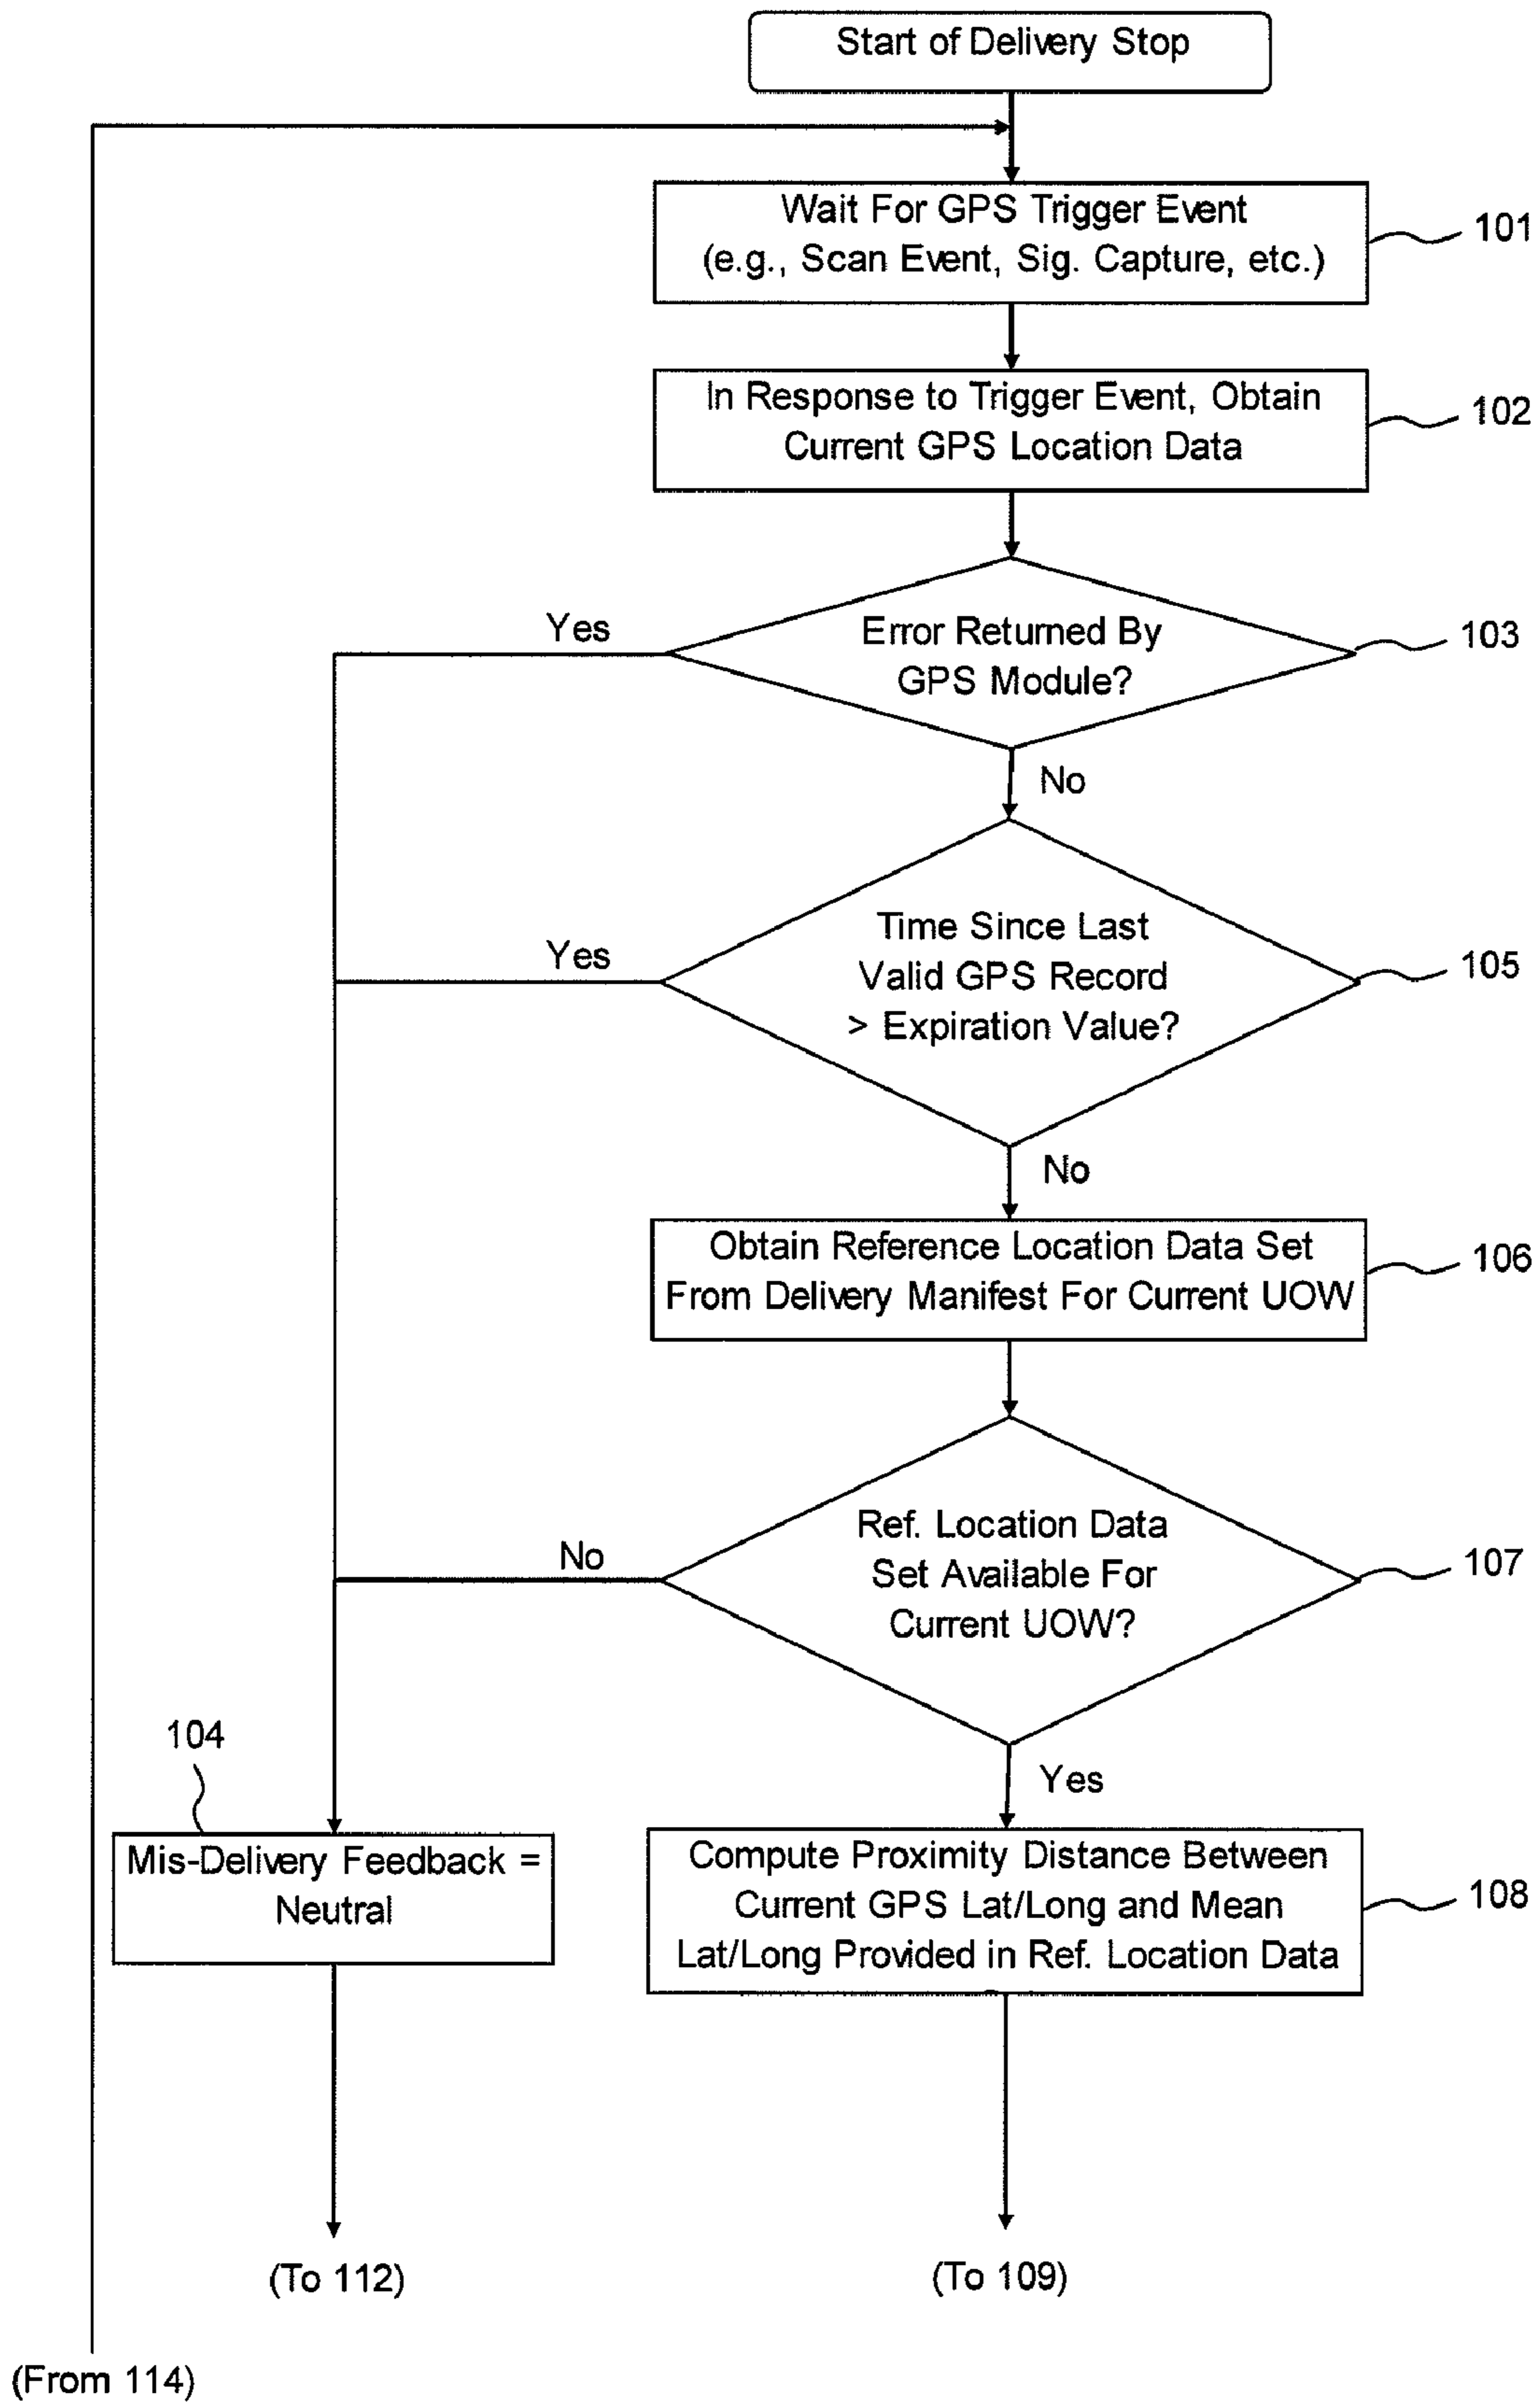 Start of Delivery Stop
Wait For GPS Trigger Event
(e.g., Scan Event, Sig. Capture, etc.)
101
In Response to Trigger Event, Obtain
Current GPS Location Data
102
Yes
Error Returned By
GPS Module?
103
No
Yes
Time Since Last
Valid GPS Record
> Expiration Value?
105
No
Obtain Reference Location Data Set
From Delivery Manifest For Current UOW
106
No
Ref. Location Data
Set Available For
Current UOW?
107
Yes
104
Mis-Delivery Feedback =
Neutral
Compute Proximity Distance Between
Current GPS Lat/Long and Mean
Lat/Long Provided in Ref. Location Data
108
(To 112)
(To 109)
(From 114)